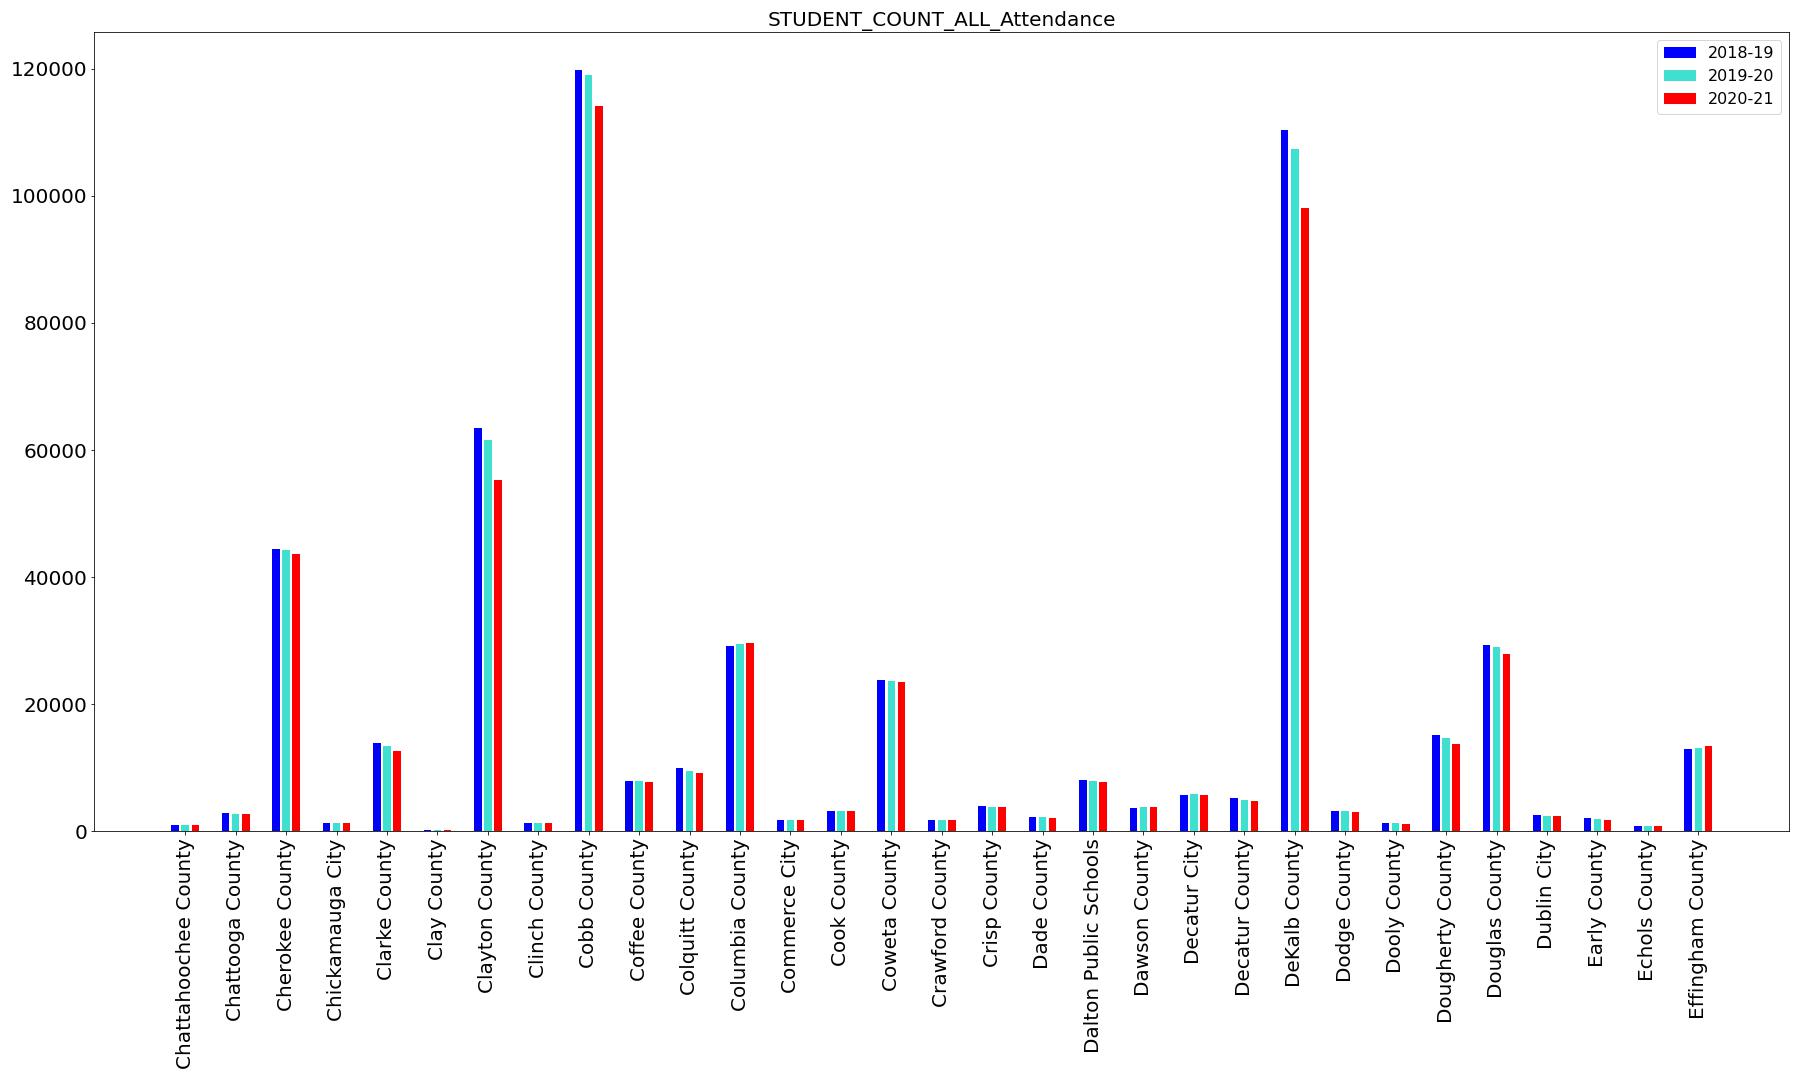 STUDENT_COUNT_ALL_Attendance
2018-19
2019-20
2020-21
120000
100000
80000
60000
40000
20000
0
Chattahoochee County
Chattooga County
Cherokee County
Chickamauga City
Clarke County
Clay County
Clayton County
Clinch County
Cobb County
Coffee County
Colquitt County
Columbia County
Commerce City
Cook County
Coweta County
Crawford County
Crisp County
Dade County
Dalton Public Schools
Dawson County
Decatur City
Decatur County
DeKalb County
Dodge County
Dooly County
Dougherty County
Douglas County
Dublin City
Early County
Echols County
Effingham County